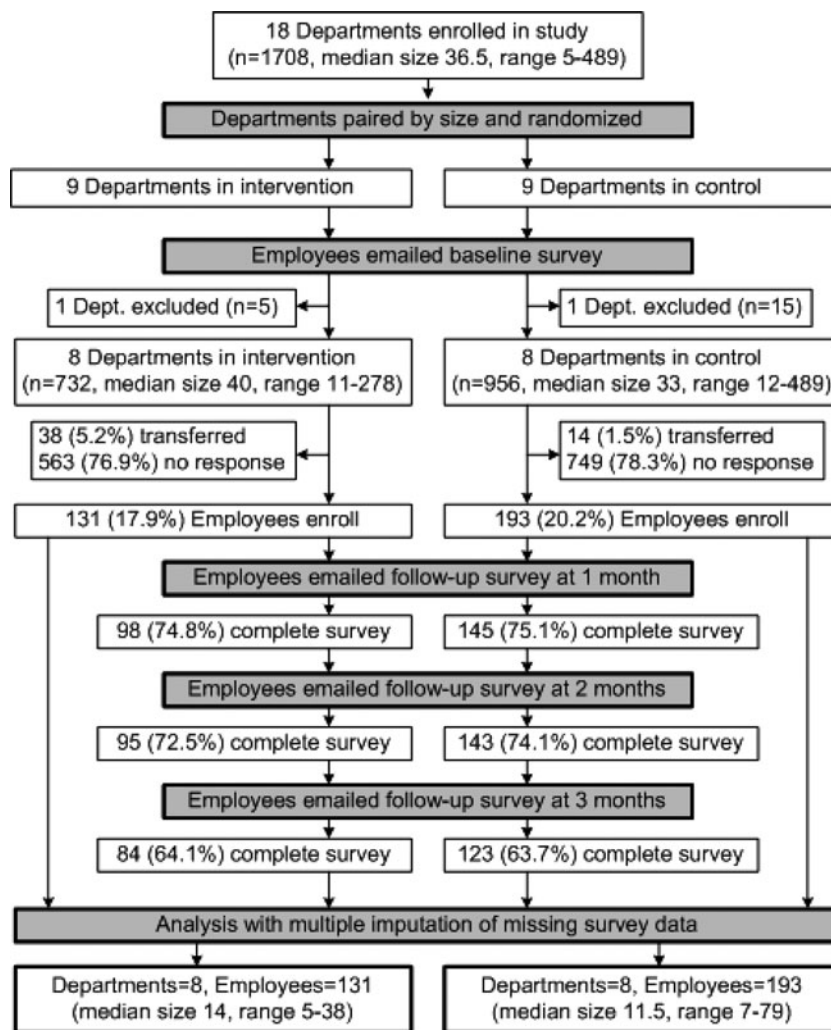 18 Departments enrolled in study
(n=1708, median size 36.5, range 5-489)
Departments paired by size and randomized
9 Departments in intervention
9 Departments in control
Employees emailed baseline survey
1 Dept. excluded (n=5)
1 Dept. excluded (n=15)
8 Departments in intervention
(n=732, median size 40, range 11-278)
8 Departments in control
(n=956, median size 33, range 12-489)
38 (5.2%) transferred
563 (76.9%) no response
14 (1.5%) transferred
749 (78.3%) no response
131 (17.9%) Employees enroll
193 (20.2%) Employees enroll
Employees emailed follow-up survey at 1 month
98 (74.8%) complete survey
145 (75.1%) complete survey
Employees emailed follow-up survey at 2 months
95 (72.5%) complete survey
143 (74.1%) complete survey
Employees emailed follow-up survey at 3 months
84 (64.1%) complete survey
123 (63.7%) complete survey
Analysis with multiple imputation of missing survey data
Departments=8, Employees=131
(median size 14, range 5-38)
Departments=8, Employees=193
(median size 11.5, range 7-79)